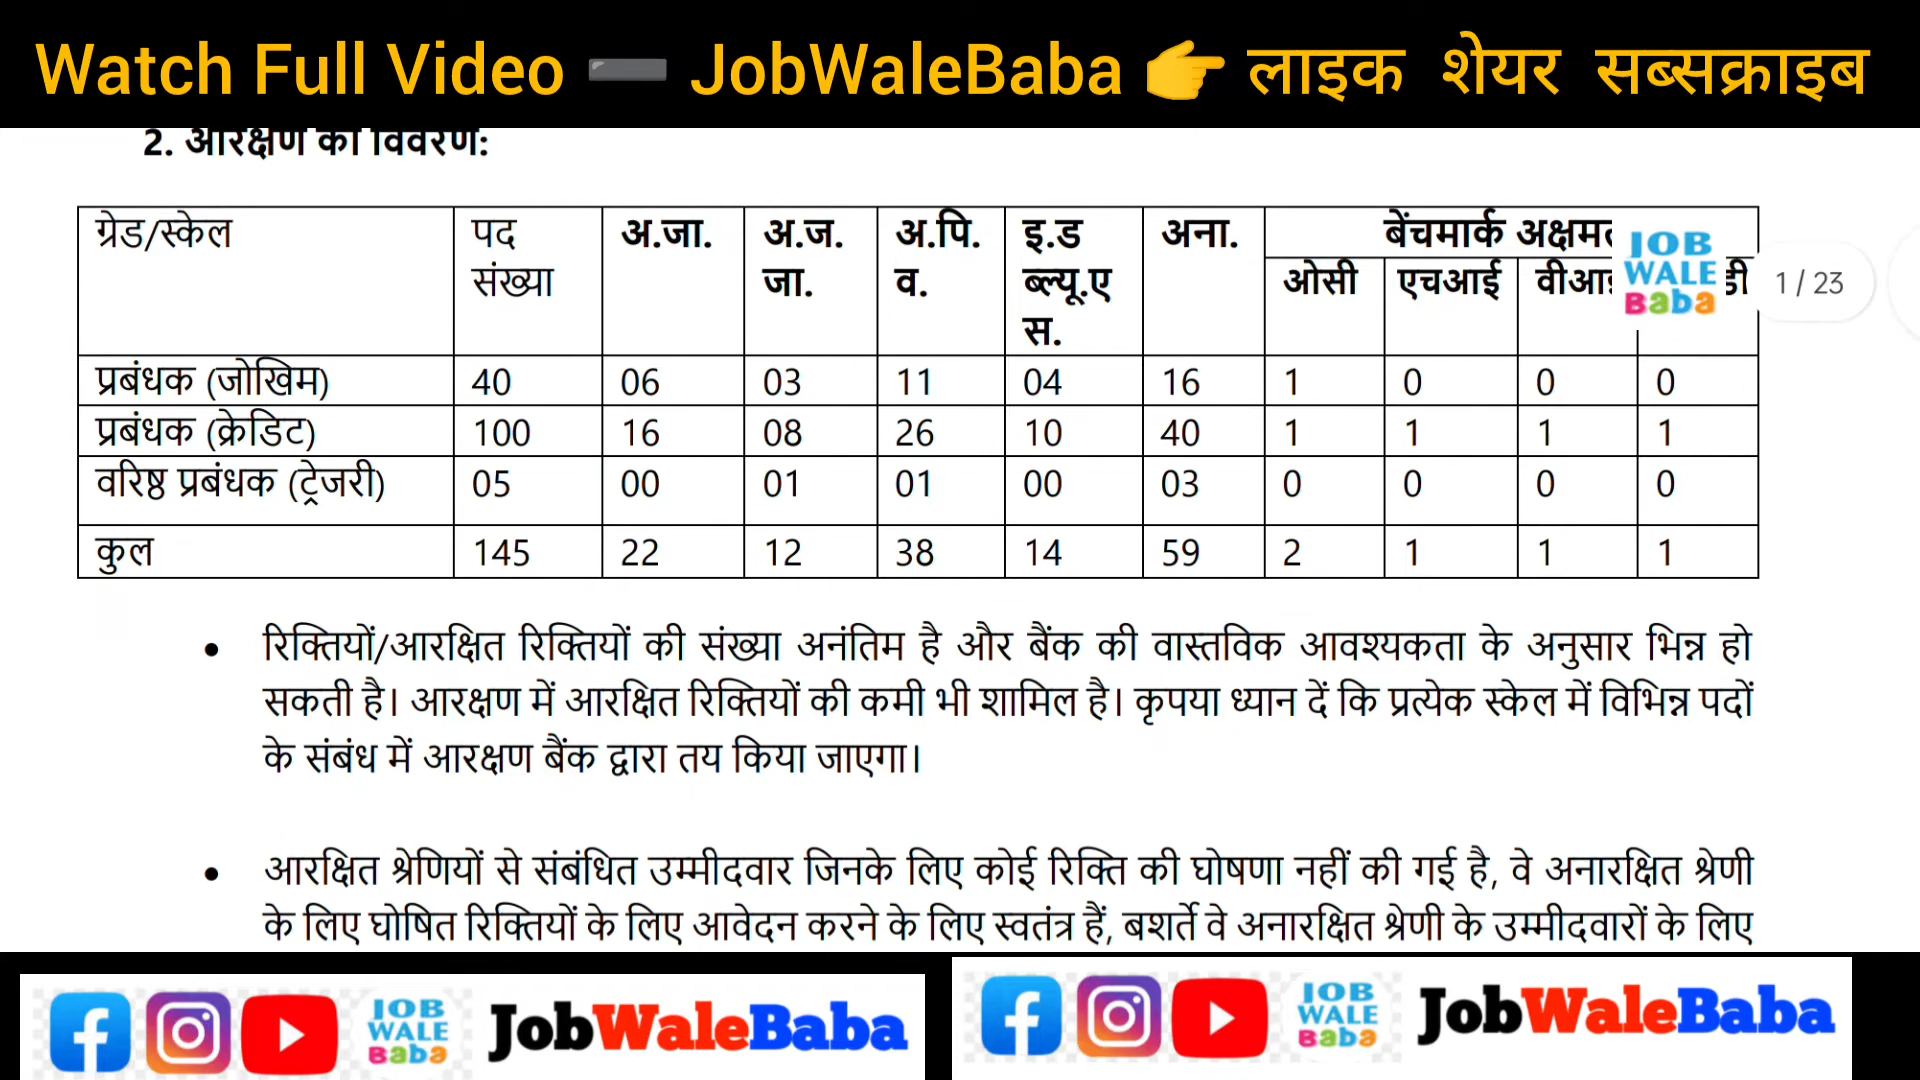 Watch Full Video ➖ JobWaleBaba 👉 लाइक शेयर सब्सक्राइब
2. आरक्षण का विवरण:
ग्रेड/स्केल पद संख्या अ.जा. अ.ज.जा. अ.पि.व. इ.डब्ल्यू.एस. अना. बेंचमार्क
ओसी एचआई
JOB WALE Baba
1 / 23
प्रबंधक (जोखिम) 40 06 03 11 04 16 1 0 0 0
प्रबंधक (क्रेडिट) 100 16 08 26 10 40 1 1 1 1
वरिष्ठ प्रबंधक (ट्रेजरी) 05 00 01 01 00 03 0 0 0 0
कुल 145 22 12 38 14 59 2 1 1 1
• रिक्तियों/आरक्षित रिक्तियों की संख्या अनंतिम है और बैंक की वास्तविक आवश्यकता के अनुसार भिन्न हो
सकती है। आरक्षण में आरक्षित रिक्तियों की कमी भी शामिल है। कृपया ध्यान दें कि प्रत्येक स्केल में विभिन्न पदों
के संबंध में आरक्षण बैंक द्वारा तय किया जाएगा।
• आरक्षित श्रेणियों से संबंधित उम्मीदवार जिनके लिए कोई रिक्ति की घोषणा नहीं की गई है, वे अनारक्षित श्रेणी
के लिए घोषित रिक्तियों के लिए आवेदन करने के लिए स्वतंत्र हैं, बशर्ते वे अनारक्षित श्रेणी के उम्मीदवारों के लिए
JOB WALE Baba JobWaleBaba
JOB WALE Baba JobWaleBaba